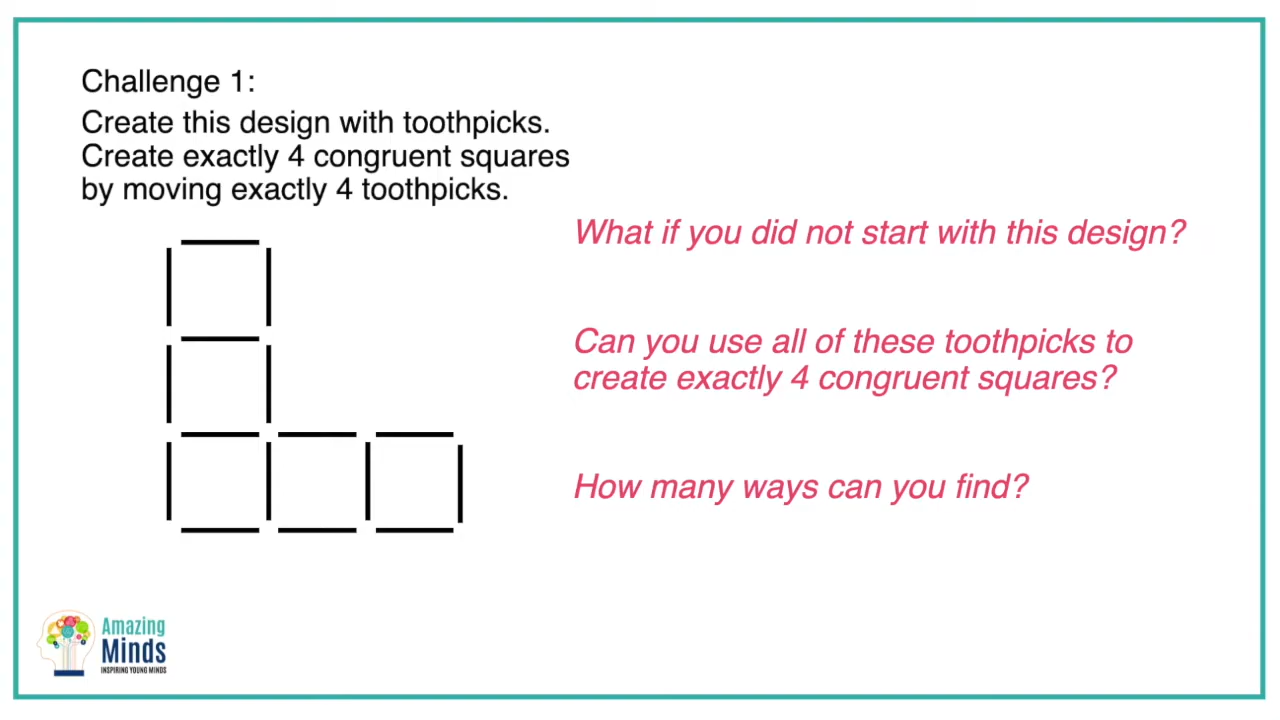 Challenge 1:
Create this design with toothpicks.
Create exactly 4 congruent squares
by moving exactly 4 toothpicks.
What if you did not start with this design?
Can you use all of these toothpicks to
create exactly 4 congruent squares?
How many ways can you find?
Amazing
Minds
INSPIRING YOUNG MINDS